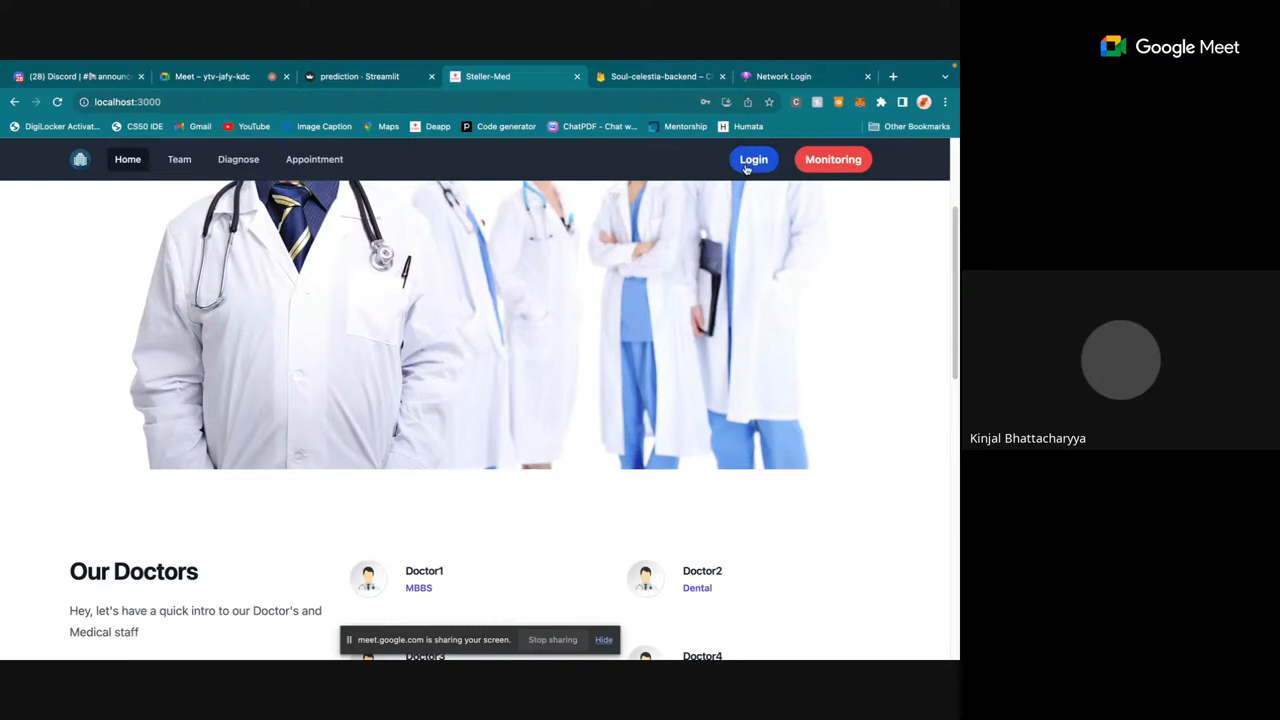 Google Meet
(28) Discord | #
announc
Meet – ytv-jafy-kdc
prediction · Streamlit
Steller-Med
Soul-celestia-backend – C
Network Login
localhost:3000
DigiLocker Activat...
CS50 IDE
Gmail
YouTube
Image Caption
Maps
Deapp
Code generator
ChatPDF - Chat w...
Mentorship
Humata
Other Bookmarks
Home
Team
Diagnose
Appointment
Login
Monitoring
Kinjal Bhattacharyya
Our Doctors
Hey, let's have a quick intro to our Doctor's and
Medical staff
Doctor1
MBBS
Doctor2
Dental
meet.google.com is sharing your screen.
Stop sharing
Hide
Doctor3
Doctor4